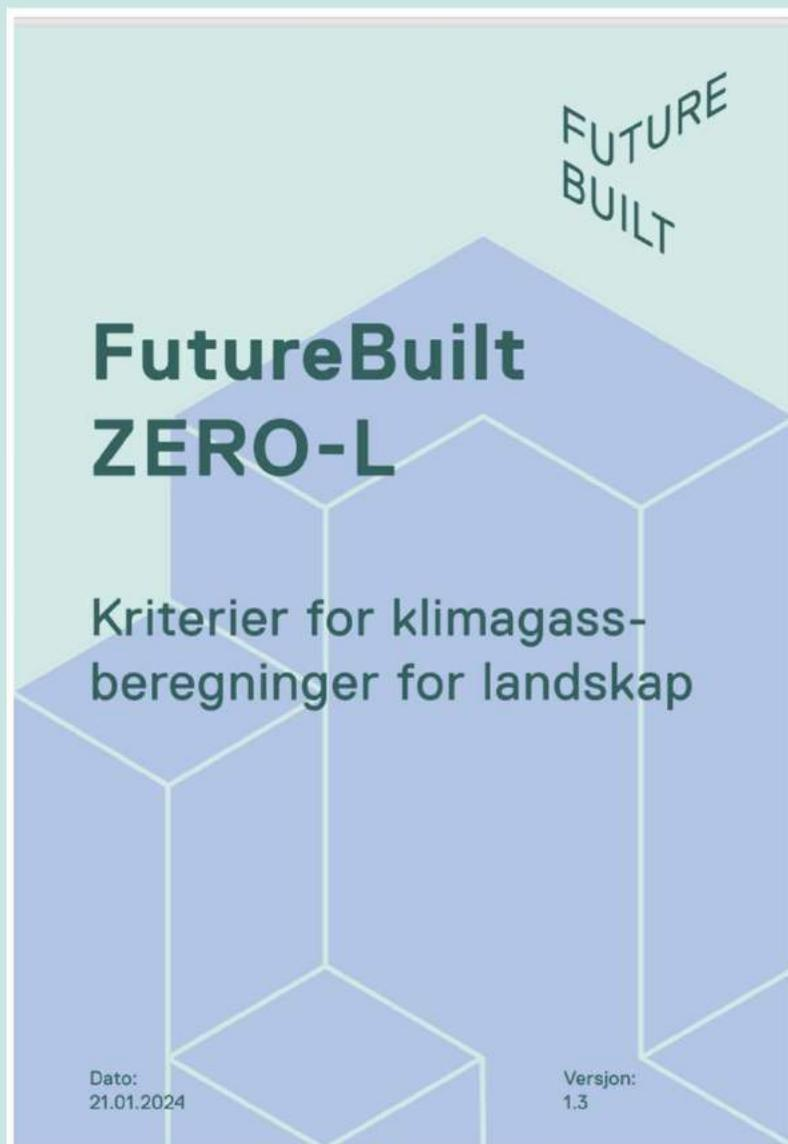 FUTURE
BUILT
FutureBuilt
ZERO-L
Kriterier for klimagass-
beregninger for landskap
Dato:
21.01.2024
Versjon:
1.3